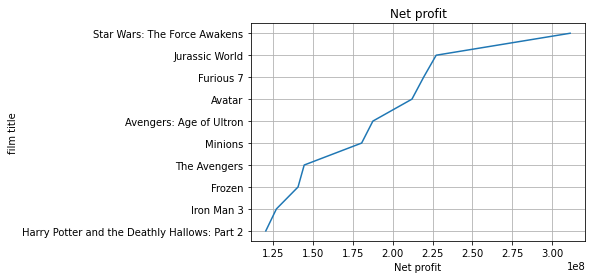 Net profit
Star Wars: The Force Awakens
Jurassic World
Furious 7
Avatar
Avengers: Age of Ultron
Minions
The Avengers
Frozen
Iron Man 3
Harry Potter and the Deathly Hallows: Part 2
film title
1.25 1.50 1.75 2.00 2.25 2.50 2.75 3.00
1e8
Net profit